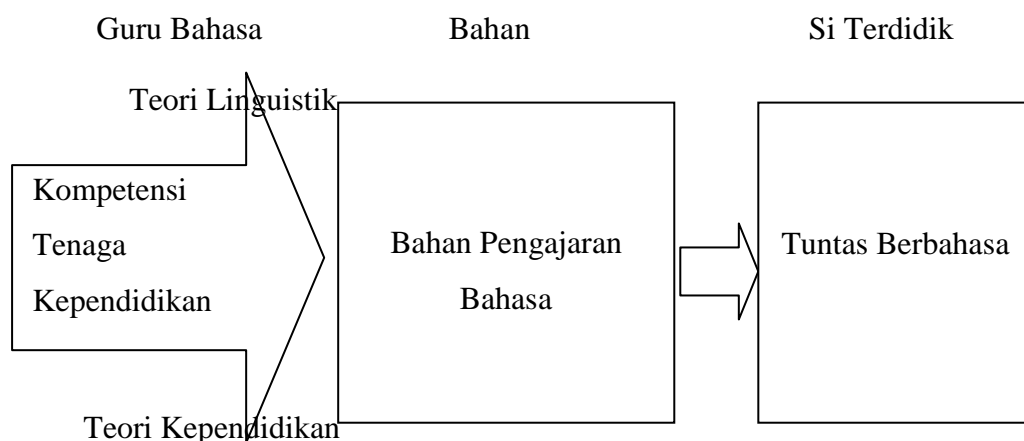 Guru Bahasa
Bahan
Si Terdidik
Teori Linguistik
Kompetensi
Tenaga
Kependidikan
Teori Kependidikan
Bahan Pengajaran
Bahasa
Tuntas Berbahasa